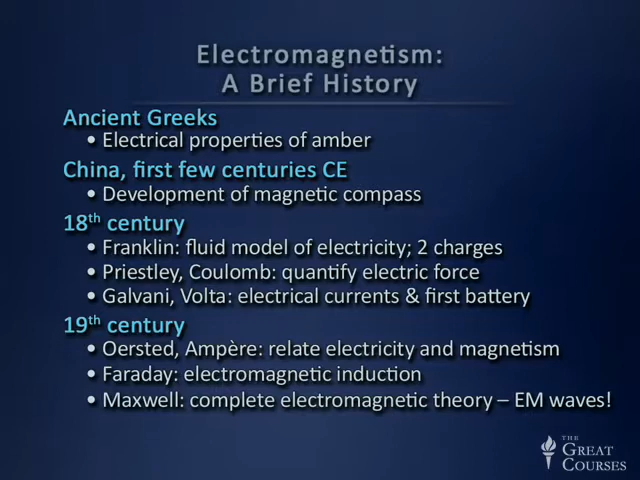 Electromagnetism:
A Brief History
Ancient Greeks
• Electrical properties of amber
China, first few centuries CE
• Development of magnetic compass
18th century
• Franklin: fluid model of electricity; 2 charges
• Priestley, Coulomb: quantify electric force
• Galvani, Volta: electrical currents & first battery
19th century
• Oersted, Ampère: relate electricity and magnetism
• Faraday: electromagnetic induction
• Maxwell: complete electromagnetic theory – EM waves!
THE
GREAT
COURSES